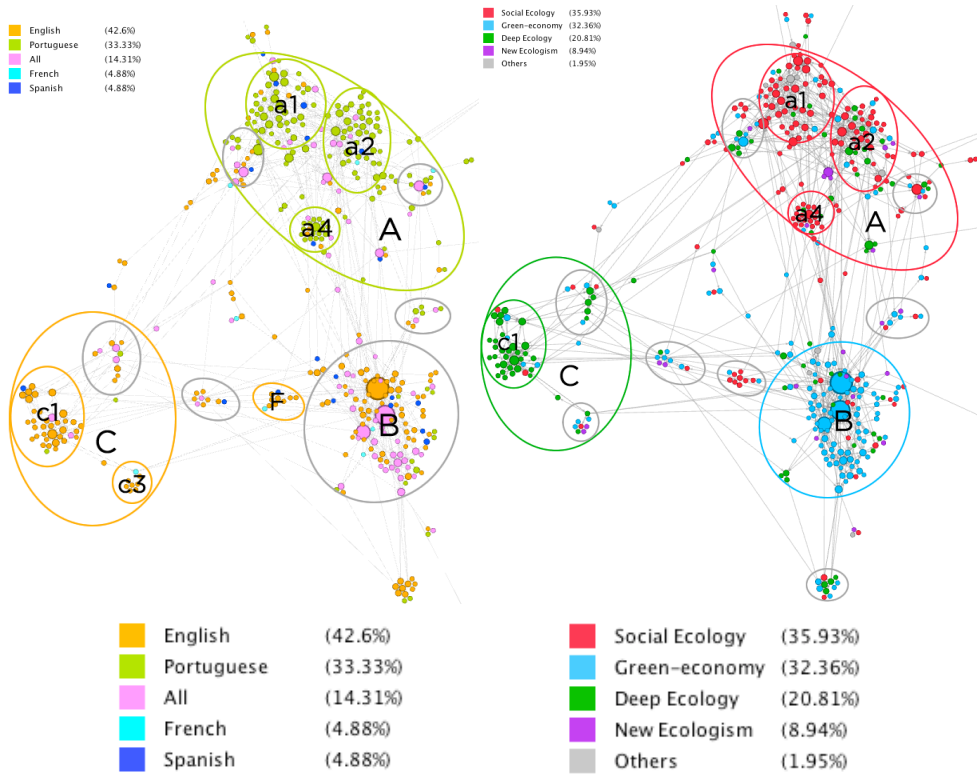 English (42.6%)
Portuguese (33.33%)
All (14.31%)
French (4.88%)
Spanish (4.88%)
Social Ecology (35.93%)
Green-economy (32.36%)
Deep Ecology (20.81%)
New Ecologism (8.94%)
Others (1.95%)
a1
a2
a4
A
c1
C
c3
F
B
a1
a2
a4
A
c1
C
B
English (42.6%)
Portuguese (33.33%)
All (14.31%)
French (4.88%)
Spanish (4.88%)
Social Ecology (35.93%)
Green-economy (32.36%)
Deep Ecology (20.81%)
New Ecologism (8.94%)
Others (1.95%)